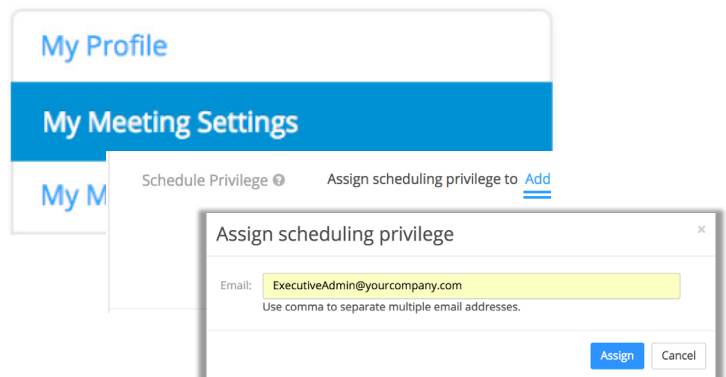 My Profile
My Meeting Settings
My M
Schedule Privilege ?
Assign scheduling privilege to Add
Assign scheduling privilege ×
Email: ExecutiveAdmin@yourcompany.com
Use comma to separate multiple email addresses.
Assign Cancel